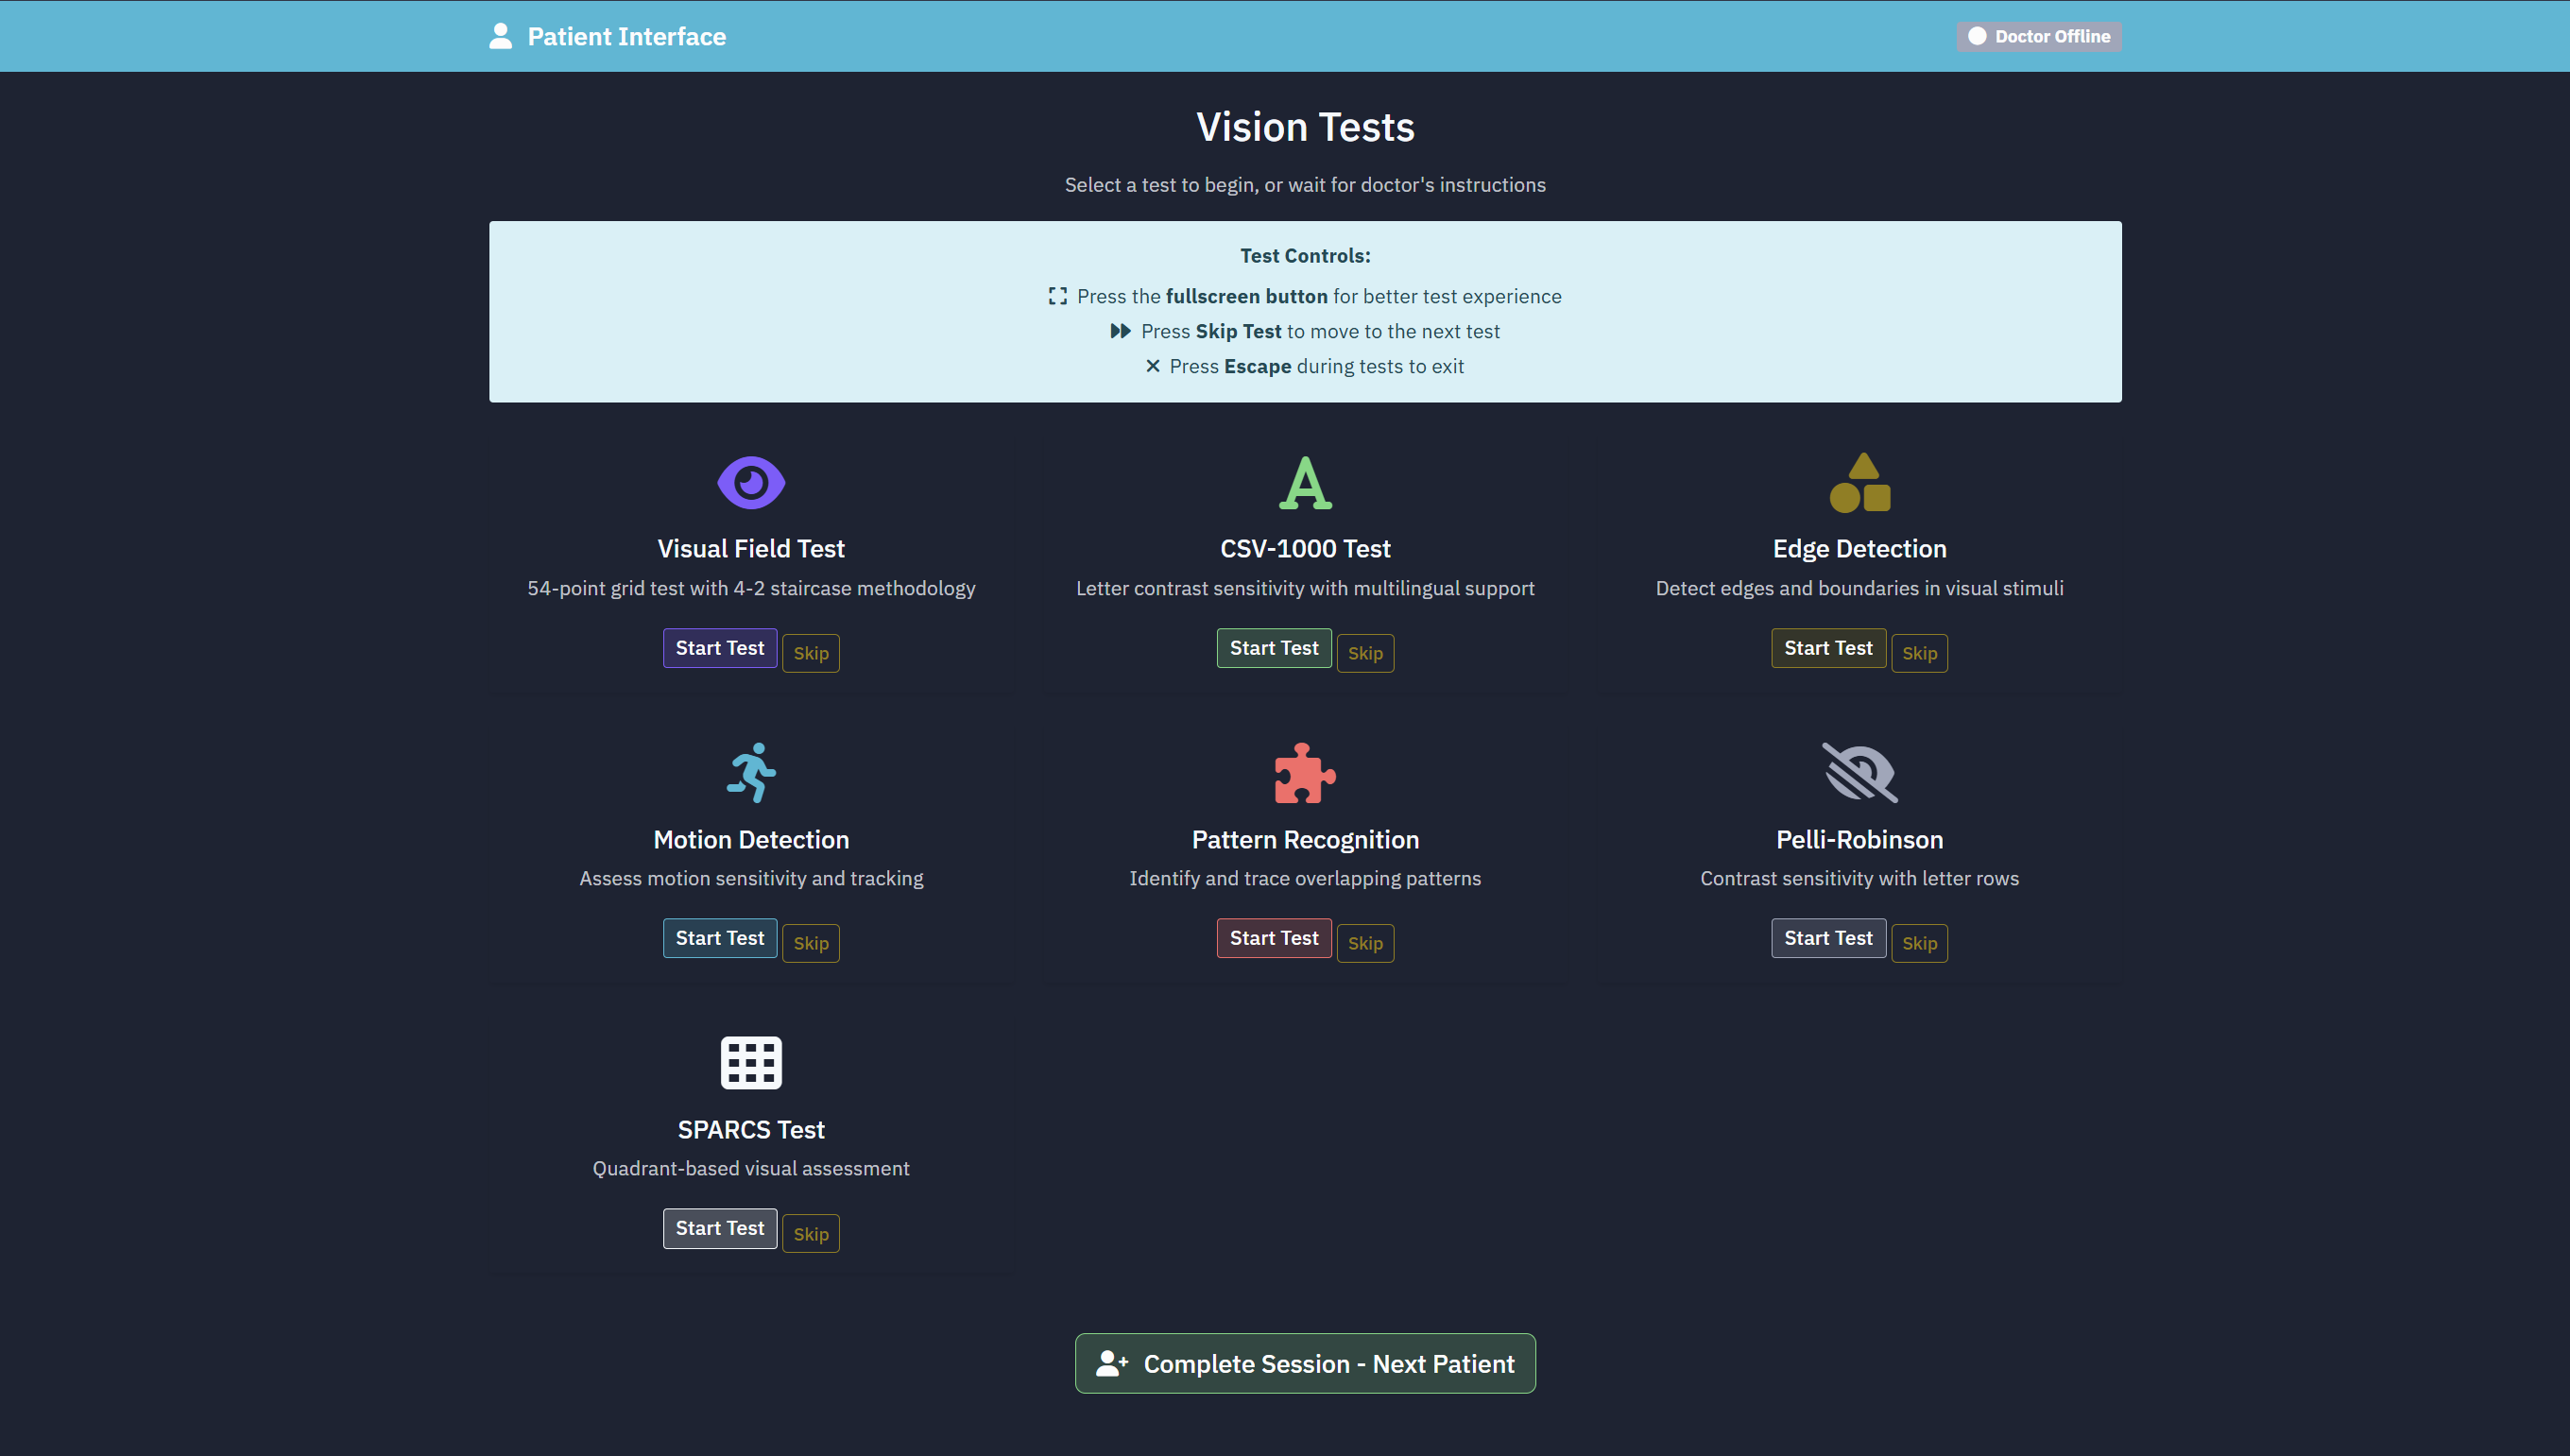 Patient Interface
Doctor Offline
Vision Tests
Select a test to begin, or wait for doctor's instructions
Test Controls:
Press the fullscreen button for better test experience
Press Skip Test to move to the next test
Press Escape during tests to exit
Visual Field Test
54-point grid test with 4-2 staircase methodology
Start Test Skip
CSV-1000 Test
Letter contrast sensitivity with multilingual support
Start Test Skip
Edge Detection
Detect edges and boundaries in visual stimuli
Start Test Skip
Motion Detection
Assess motion sensitivity and tracking
Start Test Skip
Pattern Recognition
Identify and trace overlapping patterns
Start Test Skip
Pelli-Robinson
Contrast sensitivity with letter rows
Start Test Skip
SPARCS Test
Quadrant-based visual assessment
Start Test Skip
Complete Session - Next Patient